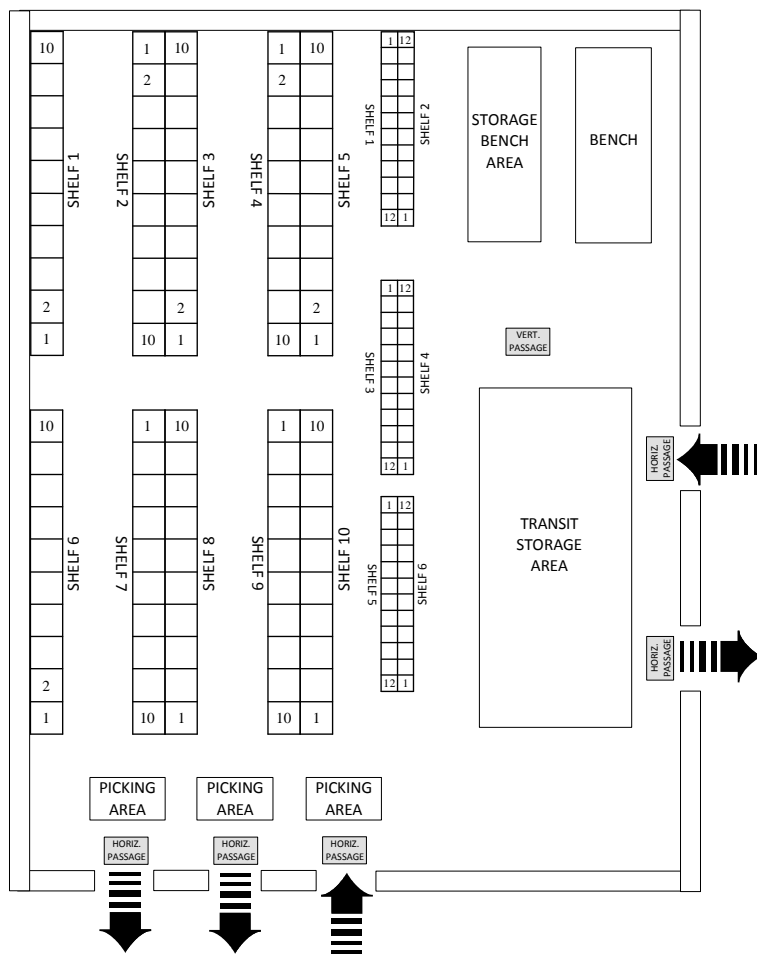 10
1 10
1 10
1 12
2
2
SHELF 1
SHELF 2
SHELF 3
SHELF 4
SHELF 5
SHELF 1
SHELF 2
STORAGE
BENCH
AREA
BENCH
12 1
2
2
2
1
10 1
10 1
1 12
SHELF 3
SHELF 4
12 1
VERT.
PASSAGE
HORIZ.
PASSAGE
10
1 10
1 10
1 12
SHELF 6
SHELF 7
SHELF 8
SHELF 9
SHELF 10
SHELF 5
SHELF 6
12 1
TRANSIT
STORAGE
AREA
HORIZ.
PASSAGE
2
1
10 1
10 1
PICKING
AREA
PICKING
AREA
PICKING
AREA
HORIZ.
PASSAGE
HORIZ.
PASSAGE
HORIZ.
PASSAGE